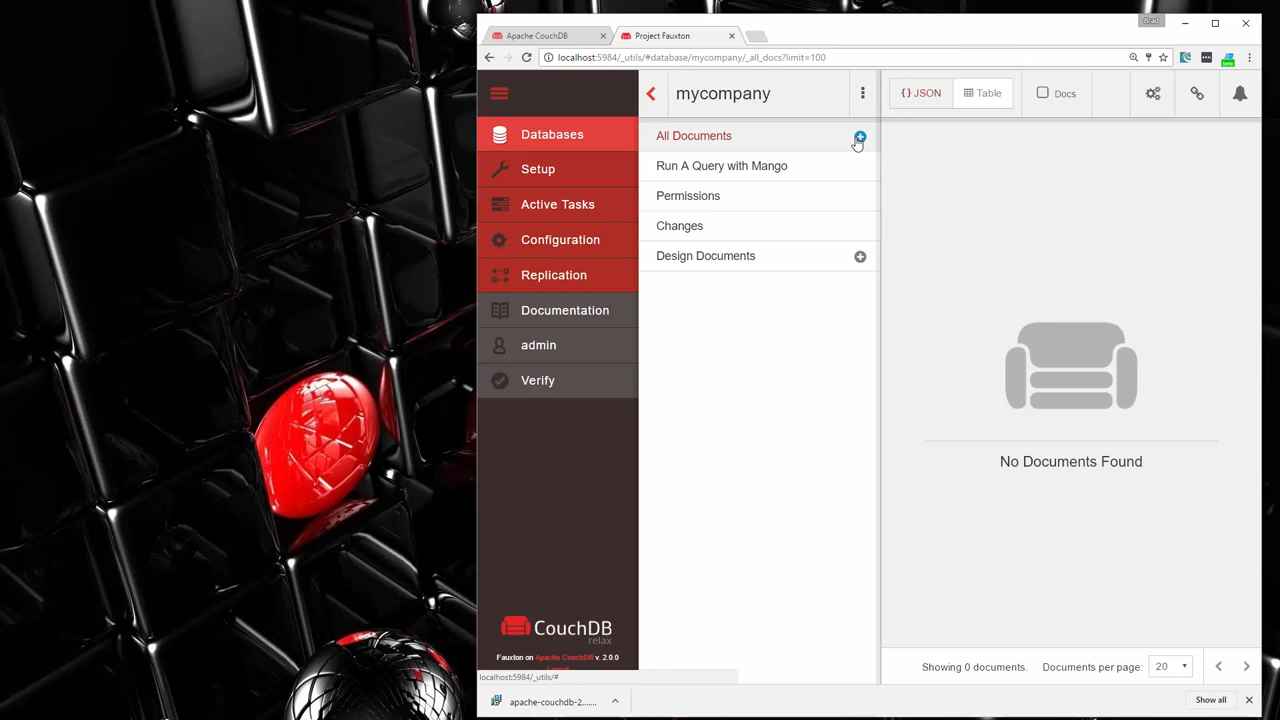 Brad
Apache CouchDB
Project Fauxton
localhost:5984/_utils/#database/mycompany/_all_docs?limit=100
mycompany
{ } JSON
Table
Docs
Databases
Setup
Active Tasks
Configuration
Replication
Documentation
admin
Verify
All Documents
Run A Query with Mango
Permissions
Changes
Design Documents
No Documents Found
CouchDB
relax
Fauxton on Apache CouchDB v. 2.0.0
localhost:5984/_utils/#
Showing 0 documents.
Documents per page:
20
apache-couchdb-2.......
Show all